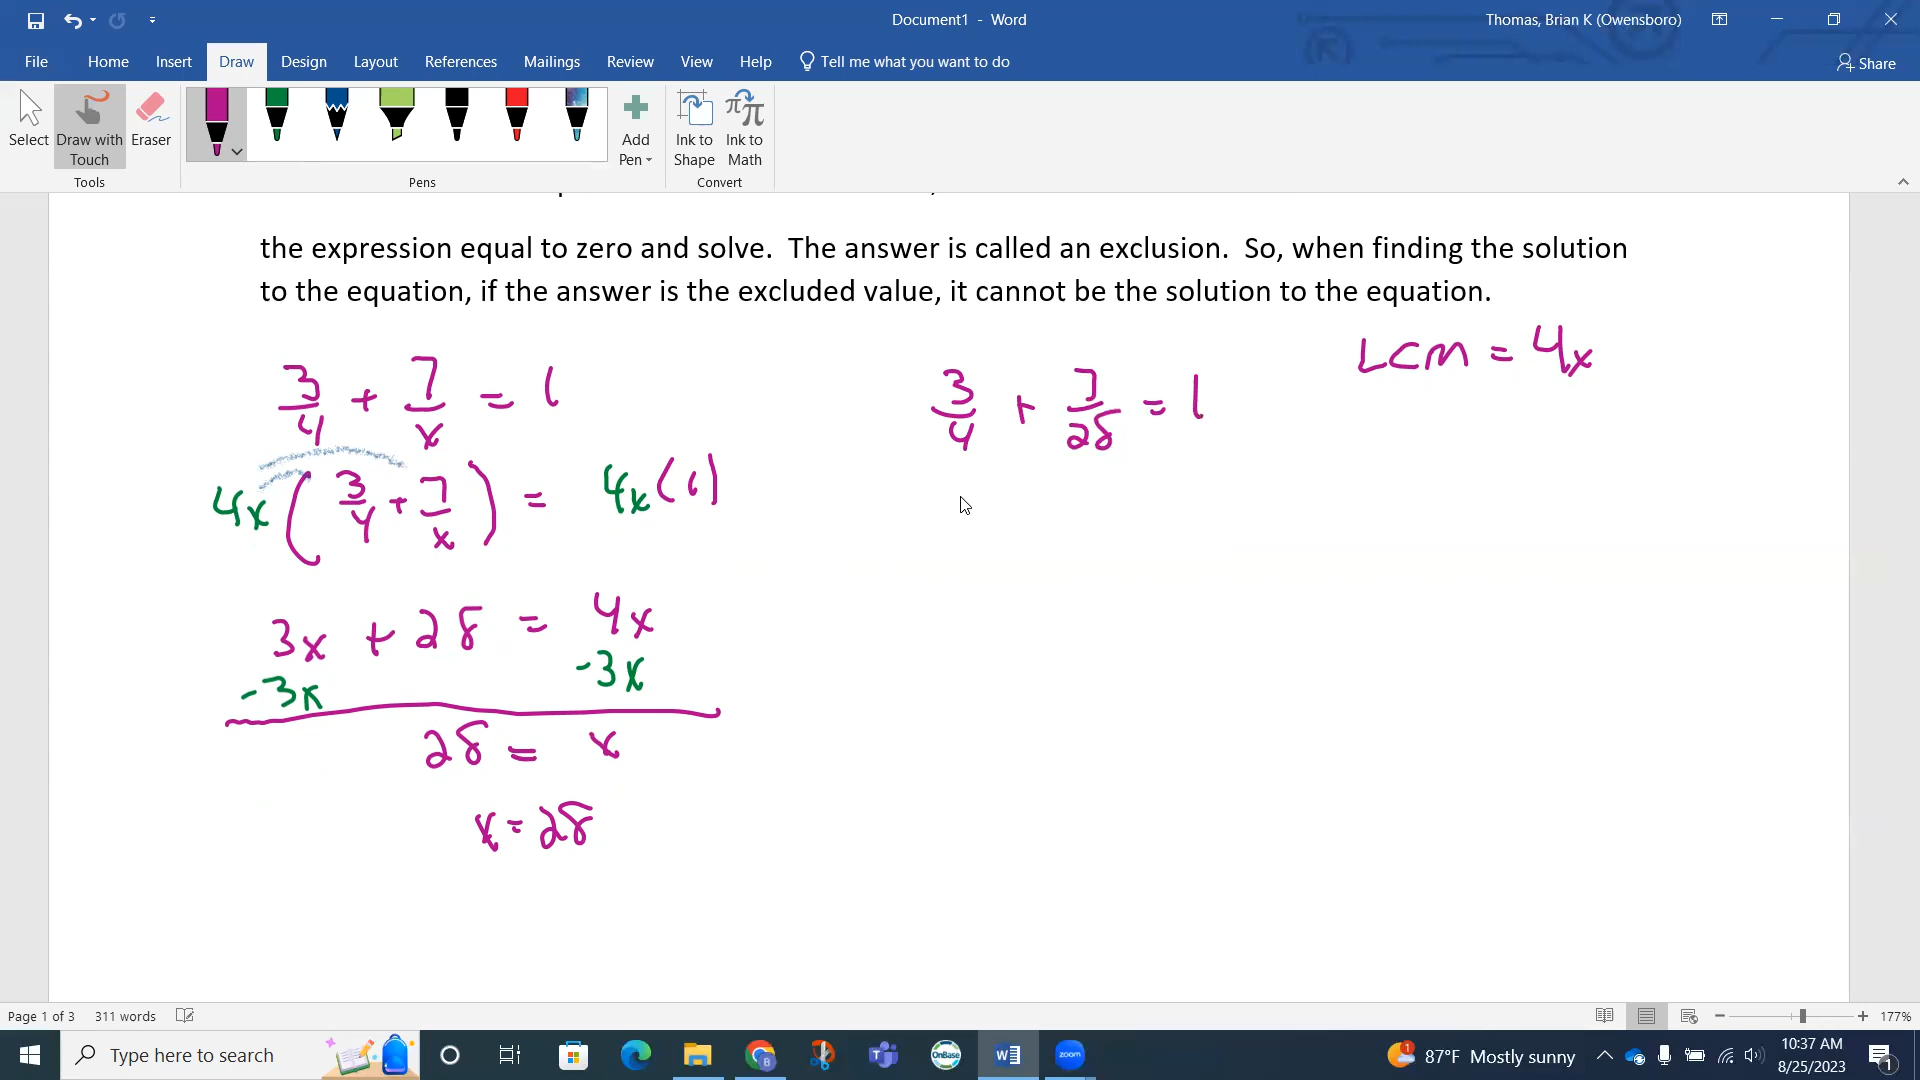 Document1 - Word
Thomas, Brian K (Owensboro)
File Home Insert Draw Design Layout References Mailings Review View Help Tell me what you want to do Share
Select Draw with Touch Eraser Add Pen Ink to Shape Ink to Math
Tools Pens Convert
the expression equal to zero and solve. The answer is called an exclusion. So, when finding the solution
to the equation, if the answer is the excluded value, it cannot be the solution to the equation.
3/4 + 7/x = 1
4x ( 3/4 + 7/x ) = 4x (1)
3x + 28 = 4x
-3x -3x
28 = x
x = 28
3/4 + 7/28 = 1
LCM = 4x
Page 1 of 3 311 words 177%
Type here to search
OnBase
zoom
1
87°F Mostly sunny
10:37 AM
8/25/2023
1